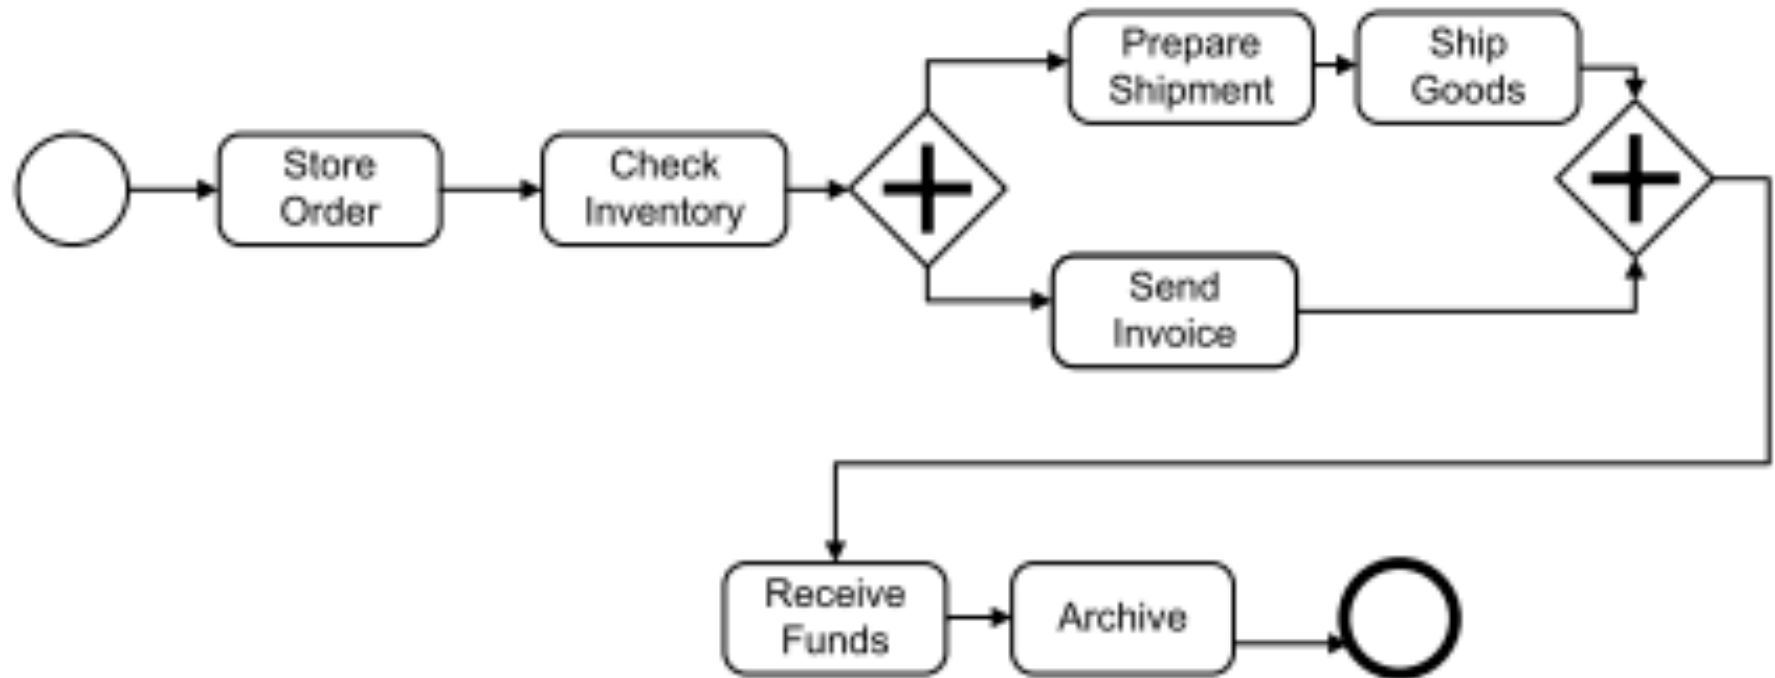 Store
Order
Check
Inventory
Prepare
Shipment
Ship
Goods
Send
Invoice
Receive
Funds
Archive